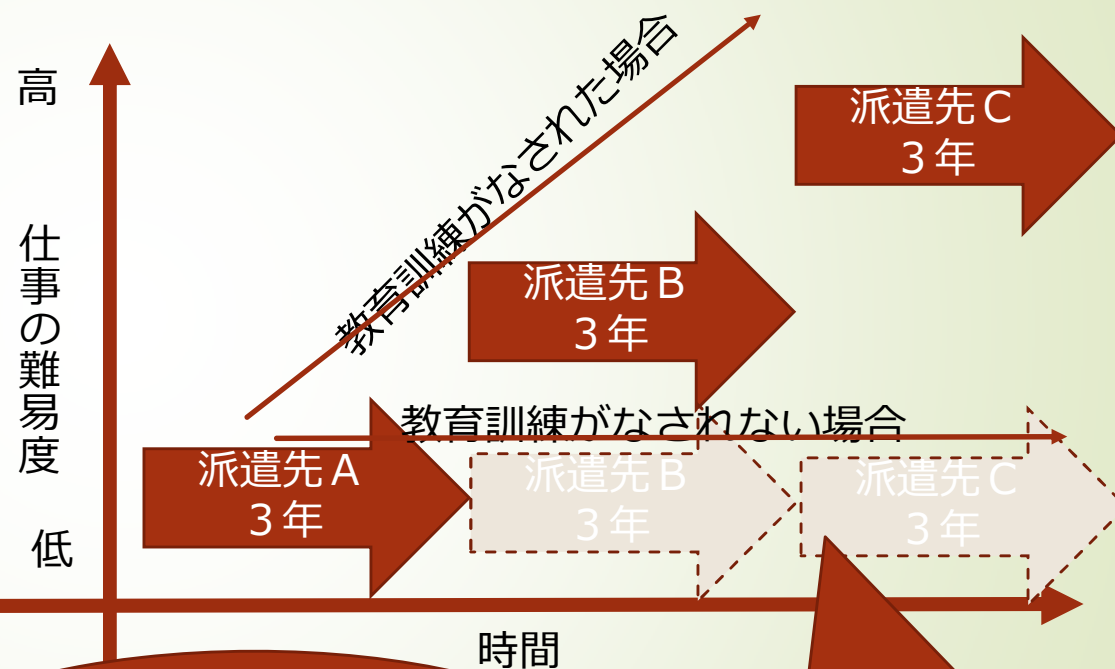 高
仕事の難易度
低
教育訓練がなされた場合
派遣先C
３年
派遣先B
３年
教育訓練がなされない場合
派遣先A
３年
派遣先B
３年
派遣先C
３年
時間